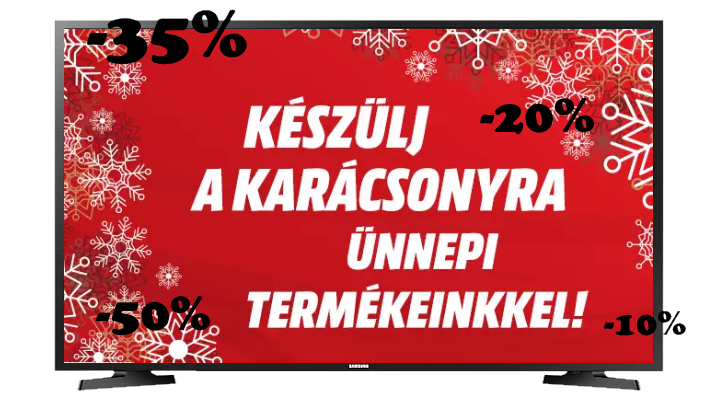 -35%
-20%
KÉSZÜLJ
A KARÁCSONYRA
ÜNNEPI
TERMÉKEINKKEL!
-50%
-10%
SAMSUNG